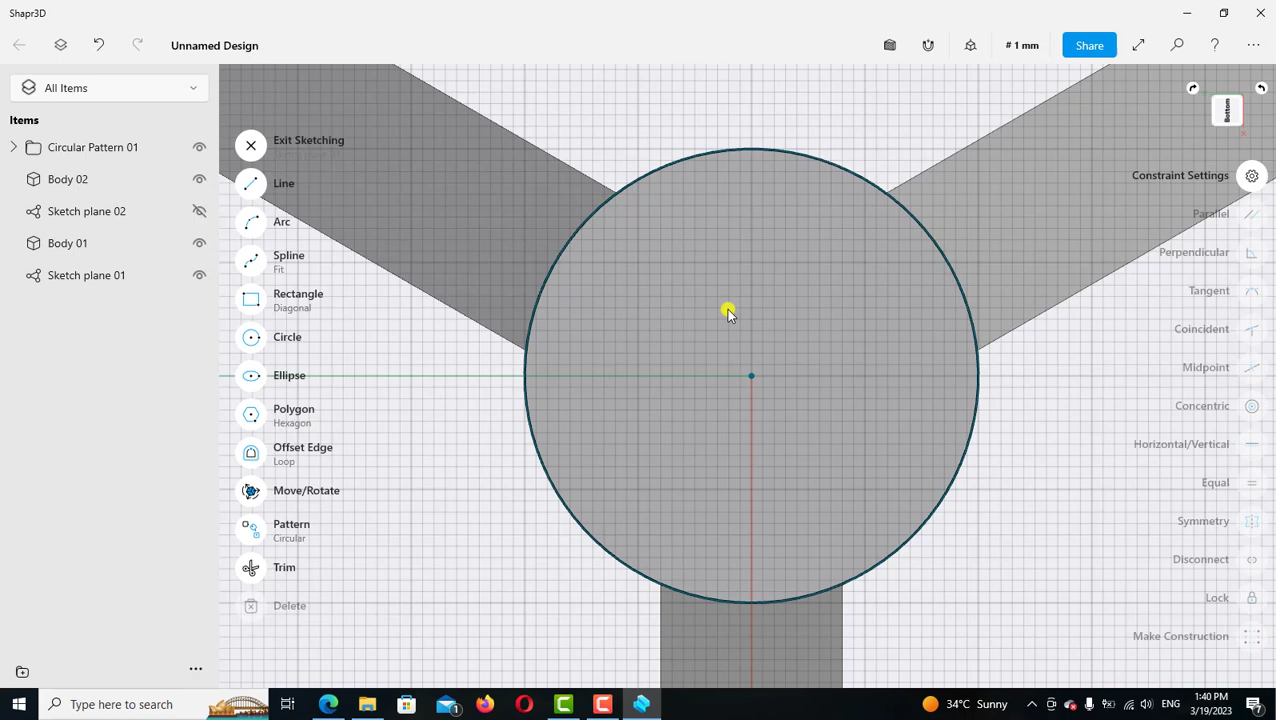 Shapr3D
Unnamed Design
# 1 mm
Share
All Items
Items
Circular Pattern 01
Body 02
Sketch plane 02
Body 01
Sketch plane 01
Exit Sketching
Line
Arc
Spline
Fit
Rectangle
Diagonal
Circle
Ellipse
Polygon
Hexagon
Offset Edge
Loop
Move/Rotate
Pattern
Circular
Trim
Delete
Bottom
x
Constraint Settings
Parallel
Perpendicular
Tangent
Coincident
Midpoint
Concentric
Horizontal/Vertical
Equal
Symmetry
Disconnect
Lock
Make Construction
Type here to search
1
34°C Sunny
ENG
1:40 PM
3/19/2023
7